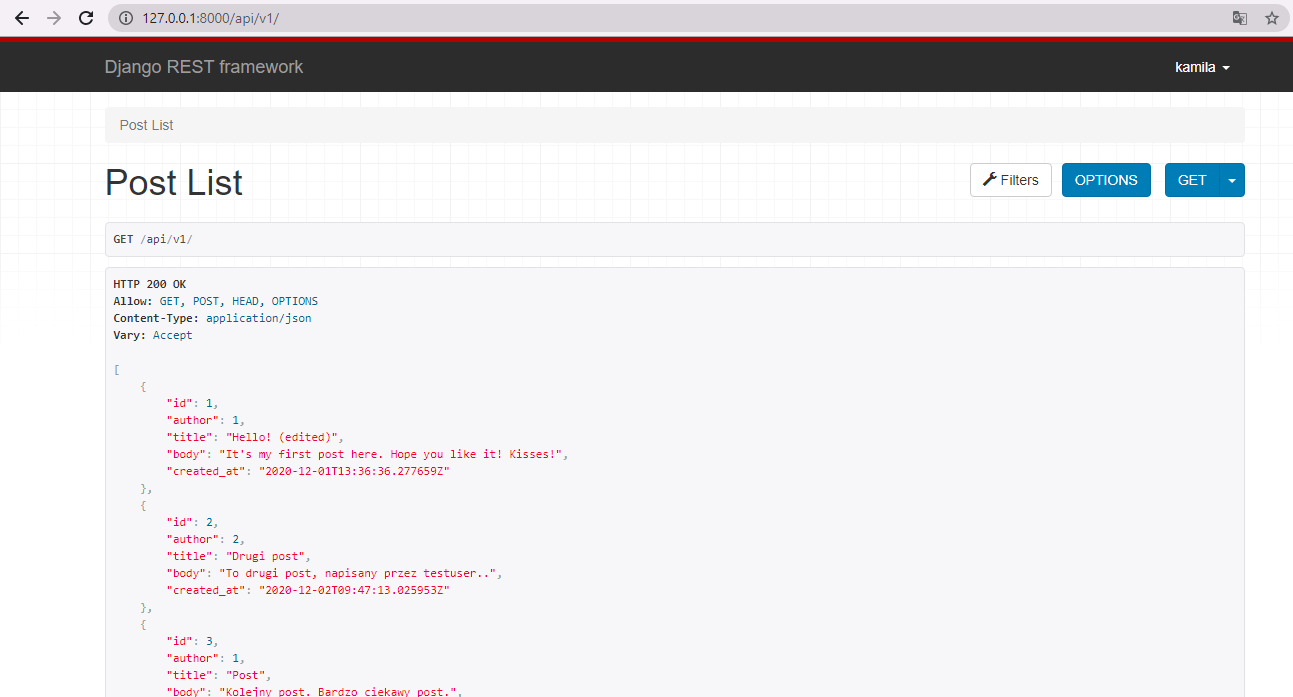 127.0.0.1:8000/api/v1/
Django REST framework
kamila
Post List
Post List
Filters
OPTIONS
GET
GET /api/v1/
HTTP 200 OK
Allow: GET, POST, HEAD, OPTIONS
Content-Type: application/json
Vary: Accept
[
{
"id": 1,
"author": 1,
"title": "Hello! (edited)",
"body": "It's my first post here. Hope you like it! Kisses!",
"created_at": "2020-12-01T13:36:36.277659Z"
},
{
"id": 2,
"author": 2,
"title": "Drugi post",
"body": "To drugi post, napisany przez testuser..",
"created_at": "2020-12-02T09:47:13.025953Z"
},
{
"id": 3,
"author": 1,
"title": "Post",
"body": "Kolejny post. Bardzo ciekawy post.",